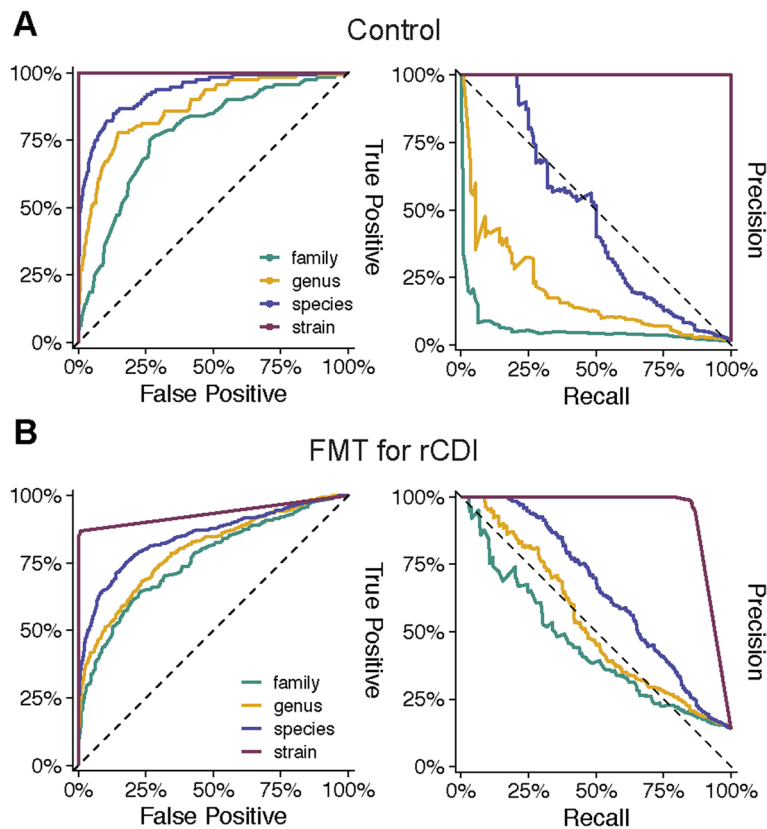 A
Control
100%
75%
50%
25%
0%
family
genus
species
strain
0% 25% 50% 75% 100%
False Positive
True Positive
100%
75%
50%
25%
0%
0% 25% 50% 75% 100%
Recall
Precision
B
FMT for rCDI
100%
75%
50%
25%
0%
family
genus
species
strain
0% 25% 50% 75% 100%
False Positive
True Positive
100%
75%
50%
25%
0%
0% 25% 50% 75% 100%
Recall
Precision